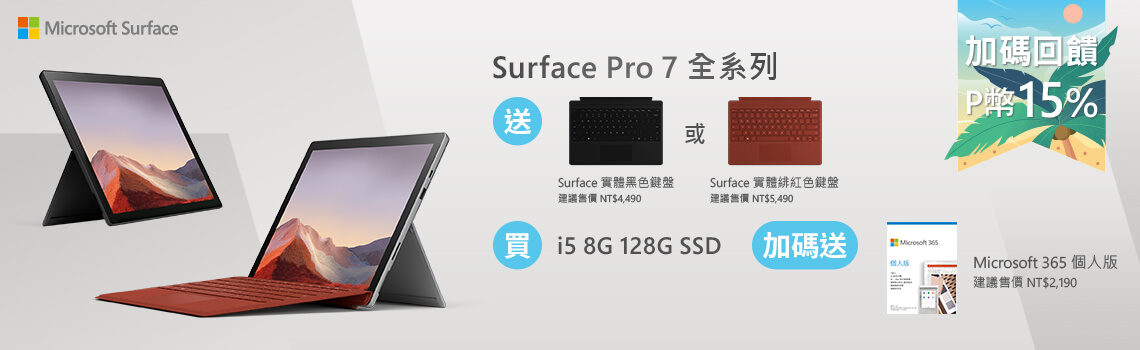 Microsoft Surface
Surface Pro 7 全系列
送
或
Surface 實體黑色鍵盤
建議售價 NT$4,490
Surface 實體緋紅色鍵盤
建議售價 NT$5,490
買
i5 8G 128G SSD
加碼送
Microsoft 365
個人版
Microsoft 365 個人版
建議售價 NT$2,190
加碼回饋
P幣15%